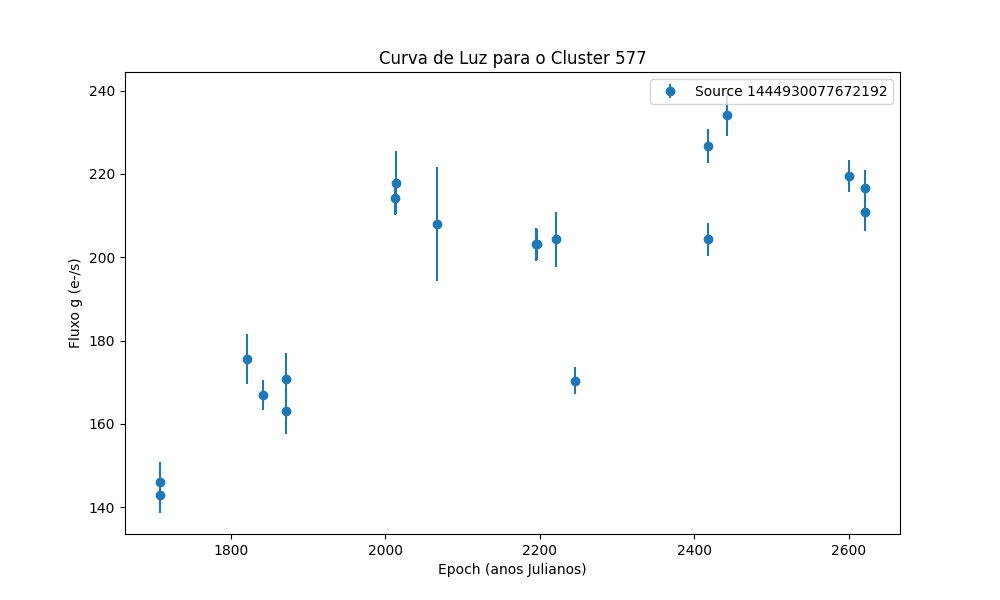 Curva de Luz para o Cluster 577
Source 1444930077672192
Fluxo g (e-/s)
240
220
200
180
160
140
1800
2000
2200
2400
2600
Epoch (anos Julianos)